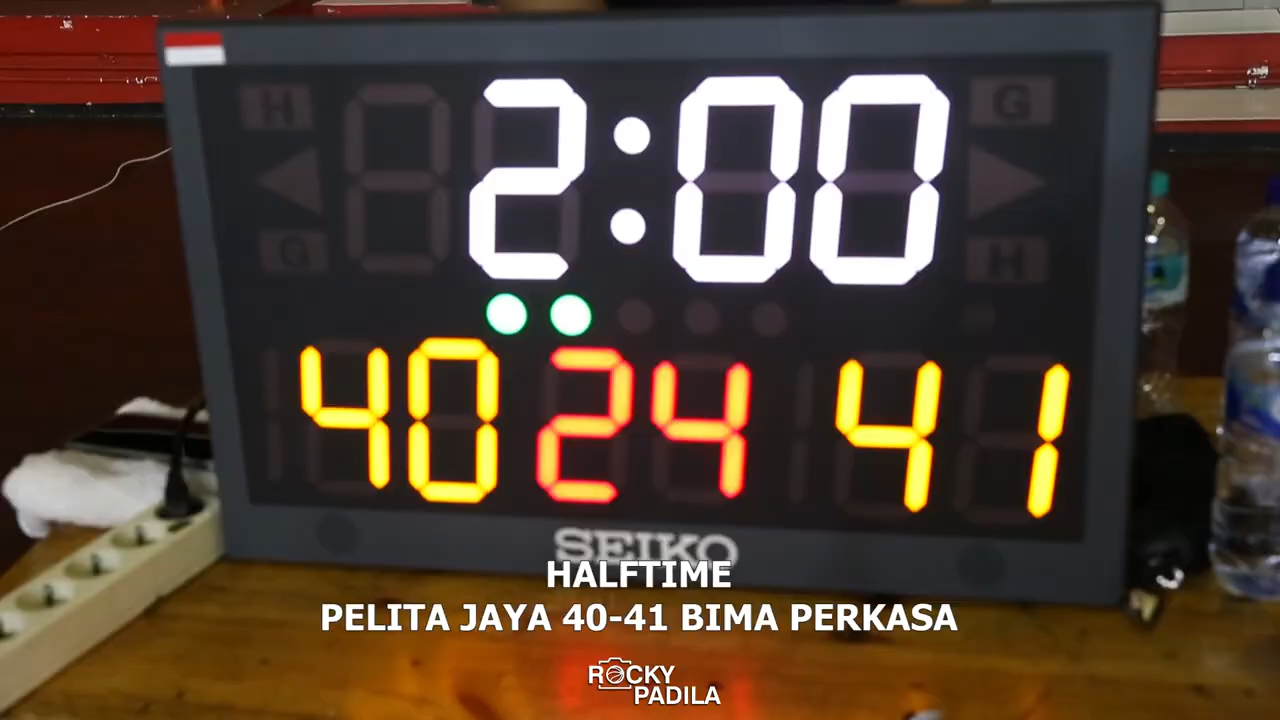 H
2:00
G
G
H
40 24 41
SEIKO
HALFTIME
PELITA JAYA 40-41 BIMA PERKASA
ROCKY
PADILA